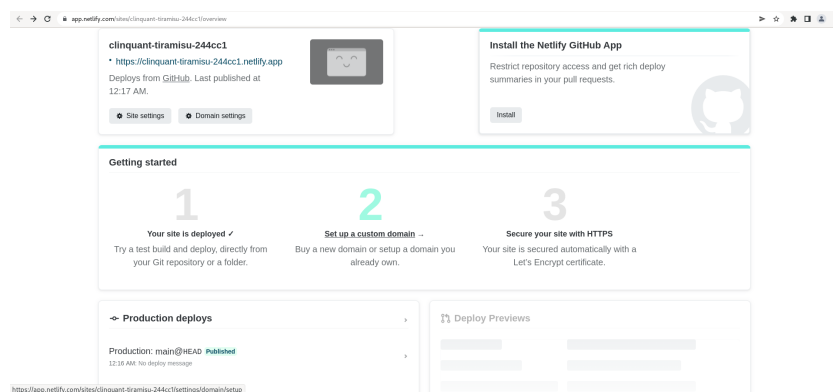 app.netlify.com/sites/clinquant-tiramisu-244cc1/overview
clinquant-tiramisu-244cc1
• https://clinquant-tiramisu-244cc1.netlify.app
Deploys from GitHub. Last published at
12:17 AM.
Site settings
Domain settings
Install the Netlify GitHub App
Restrict repository access and get rich deploy
summaries in your pull requests.
Install
Getting started
1
Your site is deployed ✓
Try a test build and deploy, directly from
your Git repository or a folder.
2
Set up a custom domain →
Buy a new domain or setup a domain you
already own.
3
Secure your site with HTTPS
Your site is secured automatically with a
Let's Encrypt certificate.
Production deploys
Production: main@HEAD Published
12:16 AM: No deploy message
Deploy Previews
https://app.netlify.com/sites/clinquant-tiramisu-244cc1/settings/domain/setup